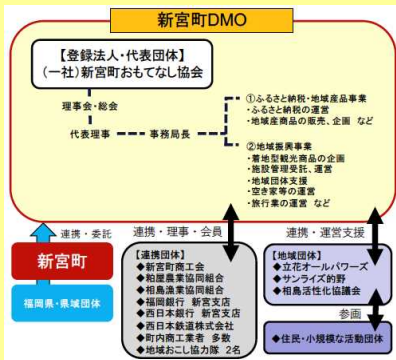 新宮町DMO
【登録法人・代表団体】
(一社)新宮町おもてなし協会
理事会・総会
代表理事
事務局長
①ふるさと納税・地域産品事業
・ふるさと納税の運営
・地域産商品の販売、企画 など
②地域振興事業
・着地型観光商品の企画
・施設管理受託、運営
・地域団体支援
・空き家等の運営
・旅行業の運営 など
連携・委託
連携・理事・会員
連携・運営支援
新宮町
福岡県・県域団体
【連携団体】
◆新宮町商工会
◆粕屋農業協同組合
◆相島漁業協同組合
◆福岡銀行 新宮支店
◆西日本銀行 新宮支店
◆西日本鉄道株式会社
◆町内商工業者 多数
◆地域おこし協力隊 2名
【地域団体】
◆立花オールパワーズ
◆サンライズ的野
◆相島活性化協議会
参画
◆住民・小規模な活動団体